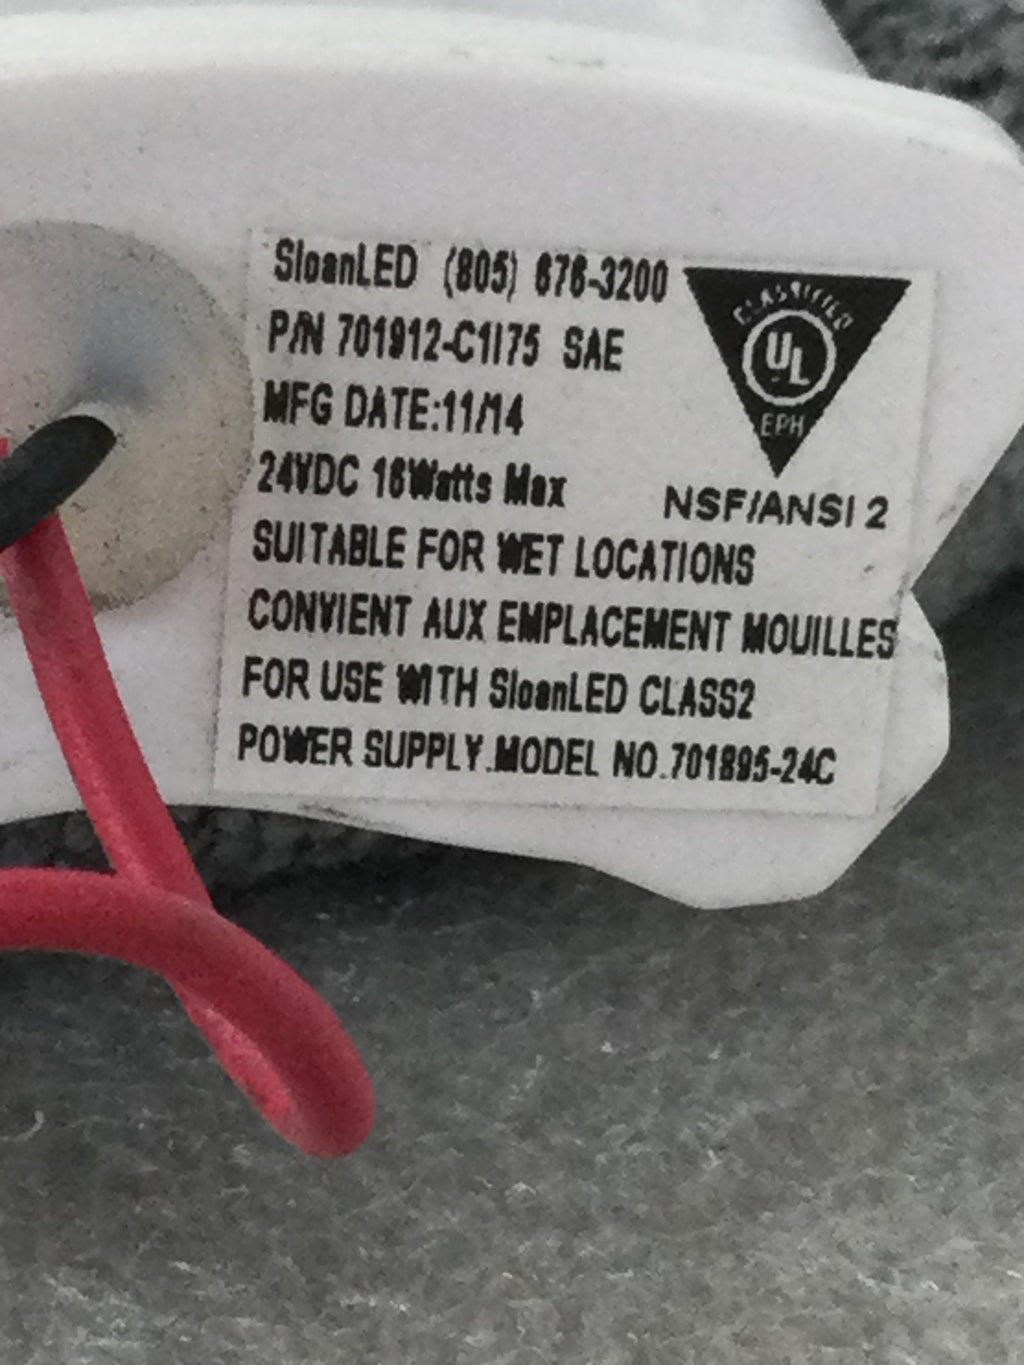 SloanLED (805) 676-3200
P/N 701912-C1I75 SAE
MFG DATE:11/14
24VDC 16Watts Max
SUITABLE FOR WET LOCATIONS
CONVIENT AUX EMPLACEMENT MOUILLES
FOR USE WITH SloanLED CLASS2
POWER SUPPLY.MODEL NO.701895-24C
CLASSIFIED
UL
EPH
NSF/ANSI 2